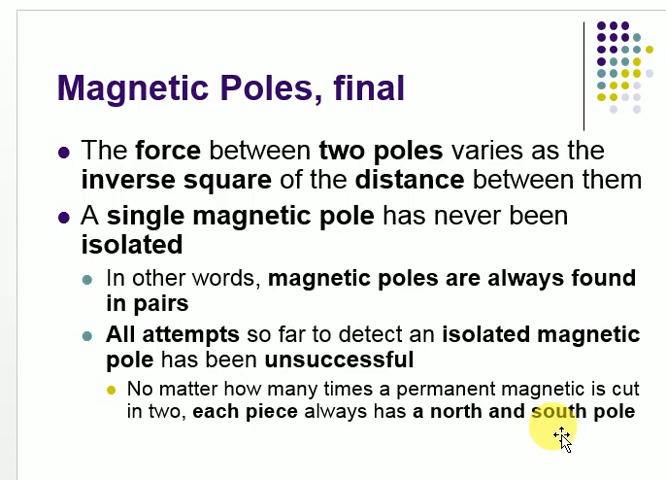 Magnetic Poles, final
The force between two poles varies as the
inverse square of the distance between them
A single magnetic pole has never been
isolated
In other words, magnetic poles are always found
in pairs
All attempts so far to detect an isolated magnetic
pole has been unsuccessful
No matter how many times a permanent magnetic is cut
in two, each piece always has a north and south pole